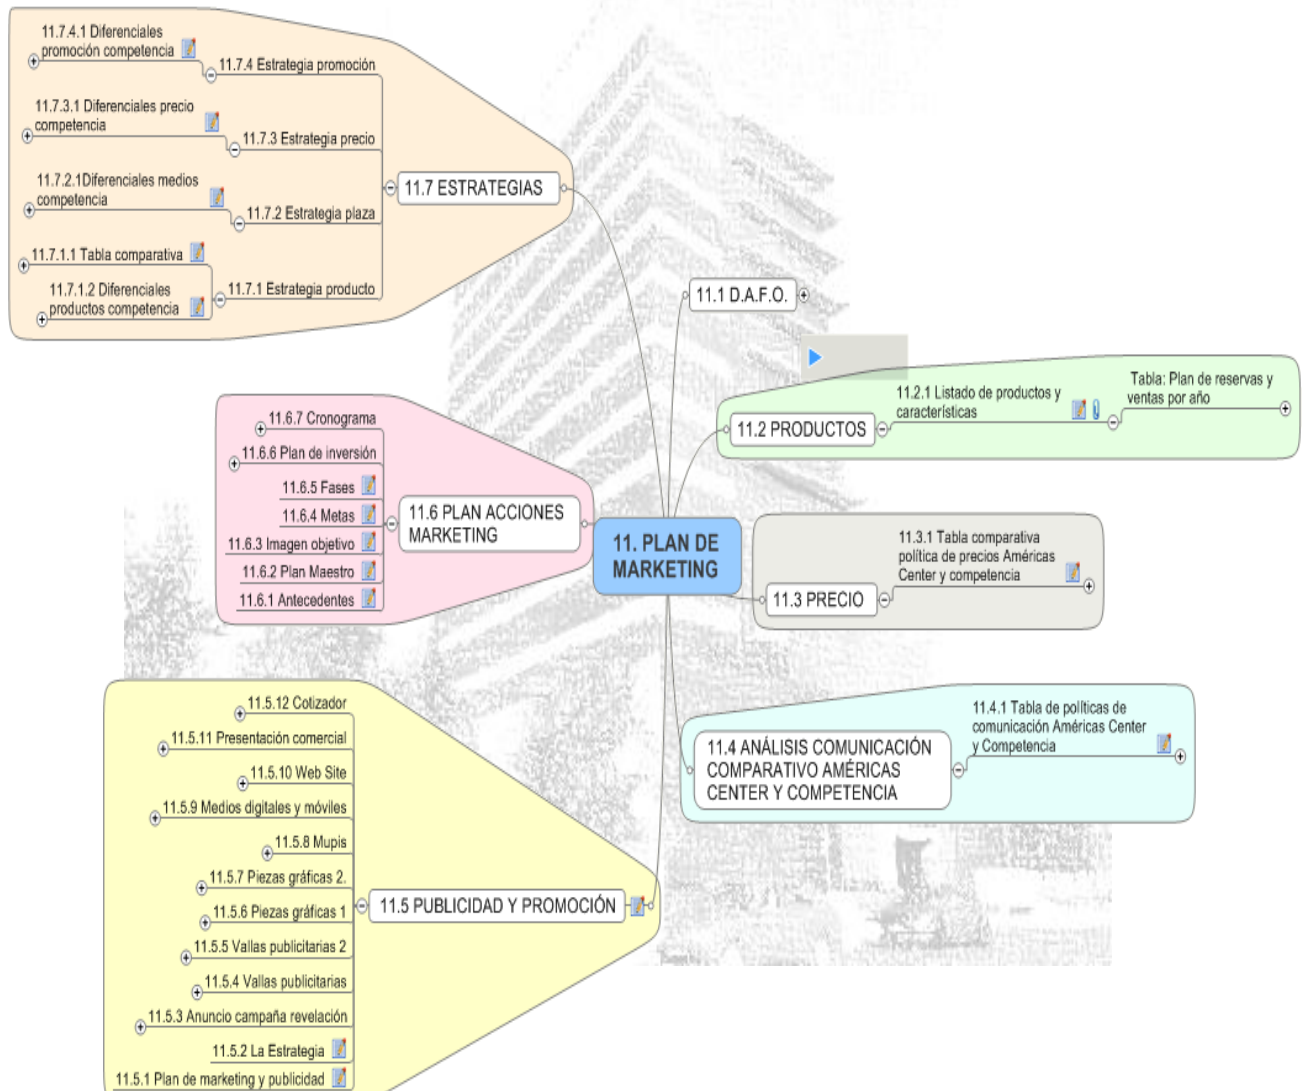 11.7.4.1 Diferenciales
promoción competencia
11.7.4 Estrategia promoción
11.7.3.1 Diferenciales precio
competencia
11.7.3 Estrategia precio
11.7 ESTRATEGIAS
11.7.2.1Diferenciales medios
competencia
11.7.2 Estrategia plaza
11.7.1.1 Tabla comparativa
11.7.1 Estrategia producto
11.7.1.2 Diferenciales
productos competencia
11.1 D.A.F.O.
11.2 PRODUCTOS
11.2.1 Listado de productos y
características
Tabla: Plan de reservas y
ventas por año
11.6.7 Cronograma
11.6.6 Plan de inversión
11.6.5 Fases
11.6.4 Metas
11.6.3 Imagen objetivo
11.6.2 Plan Maestro
11.6.1 Antecedentes
11.6 PLAN ACCIONES
MARKETING
11. PLAN DE
MARKETING
11.3 PRECIO
11.3.1 Tabla comparativa
política de precios Américas
Center y competencia
11.4 ANÁLISIS COMUNICACIÓN
COMPARATIVO AMÉRICAS
CENTER Y COMPETENCIA
11.4.1 Tabla de políticas de
comunicación Américas Center
y Competencia
11.5.12 Cotizador
11.5.11 Presentación comercial
11.5.10 Web Site
11.5.9 Medios digitales y móviles
11.5.8 Mupis
11.5.7 Piezas gráficas 2.
11.5.6 Piezas gráficas 1
11.5 PUBLICIDAD Y PROMOCIÓN
11.5.5 Vallas publicitarias 2
11.5.4 Vallas publicitarias
11.5.3 Anuncio campaña revelación
11.5.2 La Estrategia
11.5.1 Plan de marketing y publicidad